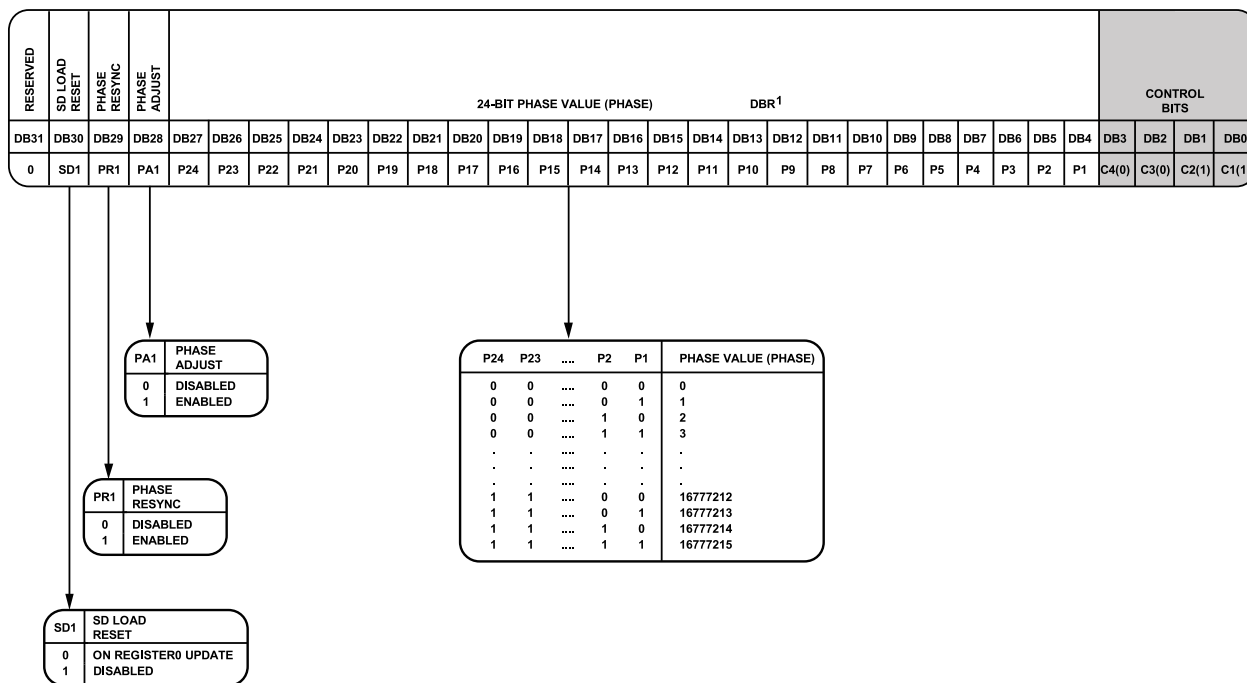 RESERVED
SD LOAD
RESET
PHASE
RESYNC
PHASE
ADJUST
24-BIT PHASE VALUE (PHASE) DBR1
CONTROL
BITS
DB31 DB30 DB29 DB28 DB27 DB26 DB25 DB24 DB23 DB22 DB21 DB20 DB19 DB18 DB17 DB16 DB15 DB14 DB13 DB12 DB11 DB10 DB9 DB8 DB7 DB6 DB5 DB4 DB3 DB2 DB1 DB0
0 SD1 PR1 PA1 P24 P23 P22 P21 P20 P19 P18 P17 P16 P15 P14 P13 P12 P11 P10 P9 P8 P7 P6 P5 P4 P3 P2 P1 C4(0) C3(0) C2(1) C1(1
PA1 PHASE
ADJUST
0 DISABLED
1 ENABLED
P24 P23 .... P2 P1 PHASE VALUE (PHASE)
0 0 .... 0 0 0
0 0 .... 0 1 1
0 0 .... 1 0 2
0 0 .... 1 1 3
. . .... . . .
. . .... . . .
. . .... . . .
1 1 .... 0 0 16777212
1 1 .... 0 1 16777213
1 1 .... 1 0 16777214
1 1 .... 1 1 16777215
PR1 PHASE
RESYNC
0 DISABLED
1 ENABLED
SD1 SD LOAD
RESET
0 ON REGISTER0 UPDATE
1 DISABLED